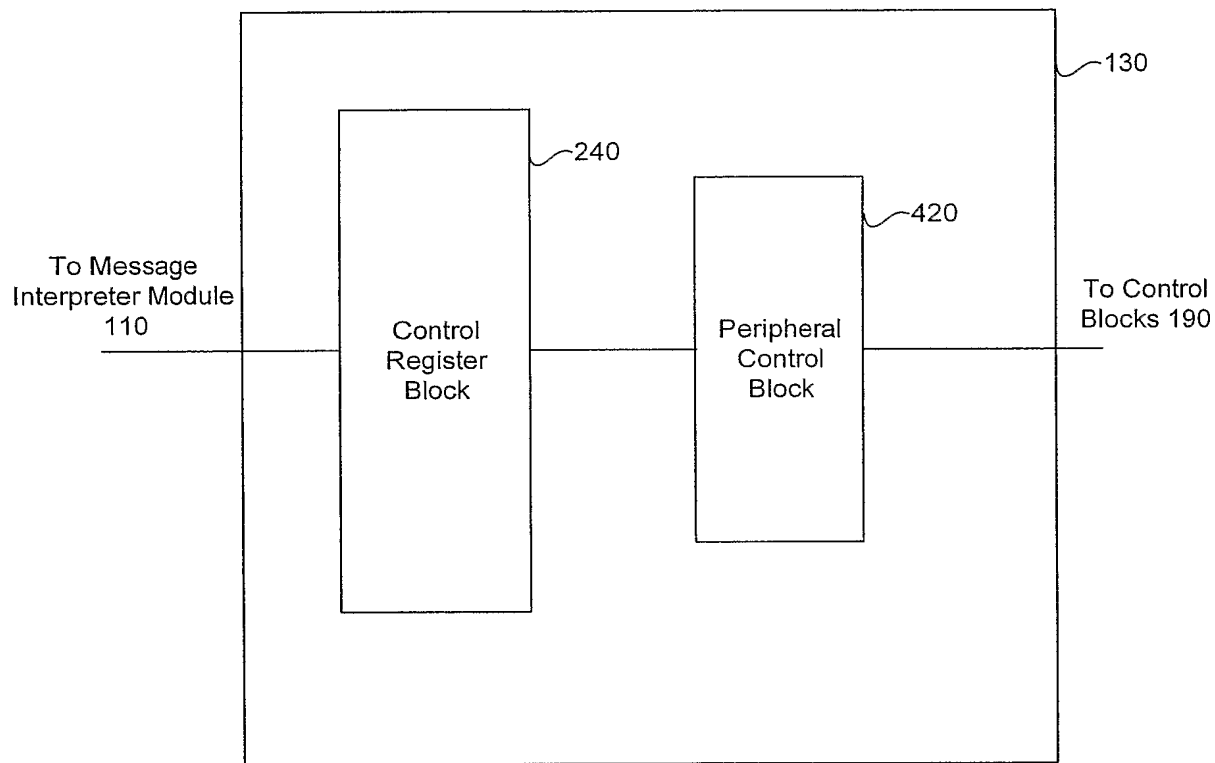 130
240
420
To Message
Interpreter Module
110
Control
Register
Block
Peripheral
Control
Block
To Control
Blocks 190